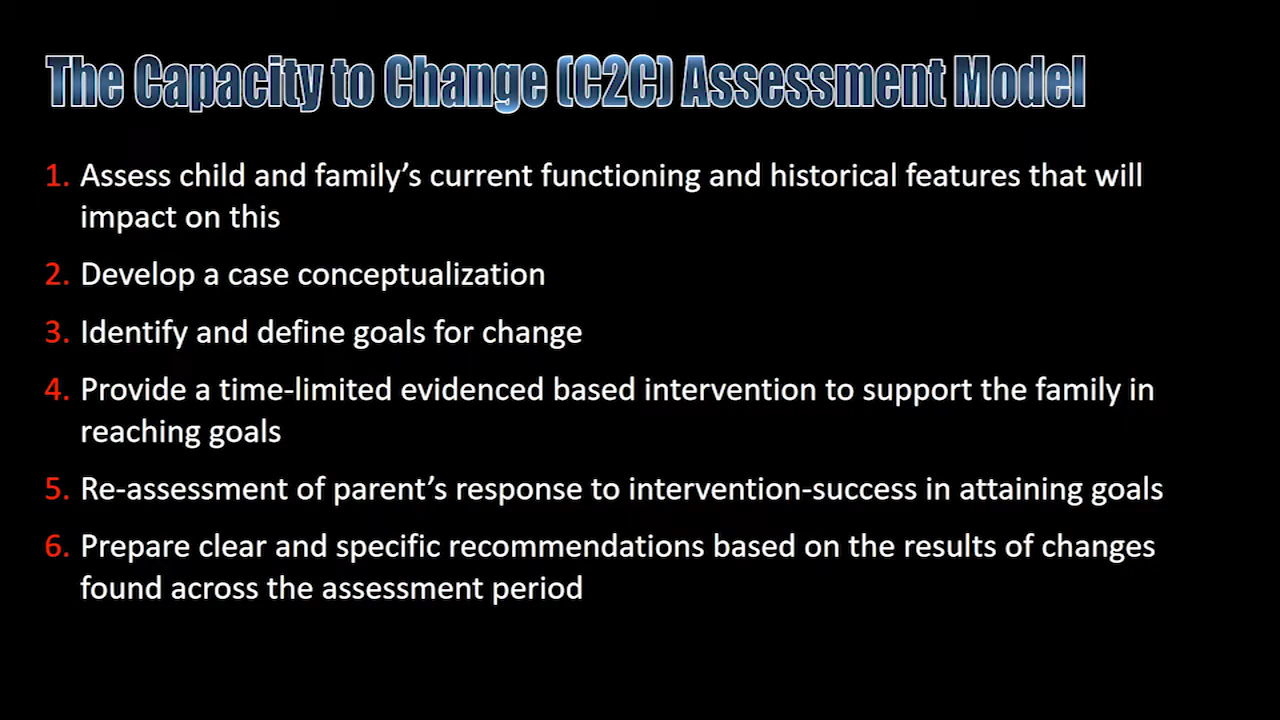 The Capacity to Change (C2C) Assessment Model
1. Assess child and family’s current functioning and historical features that will
impact on this
2. Develop a case conceptualization
3. Identify and define goals for change
4. Provide a time-limited evidenced based intervention to support the family in
reaching goals
5. Re-assessment of parent’s response to intervention-success in attaining goals
6. Prepare clear and specific recommendations based on the results of changes
found across the assessment period